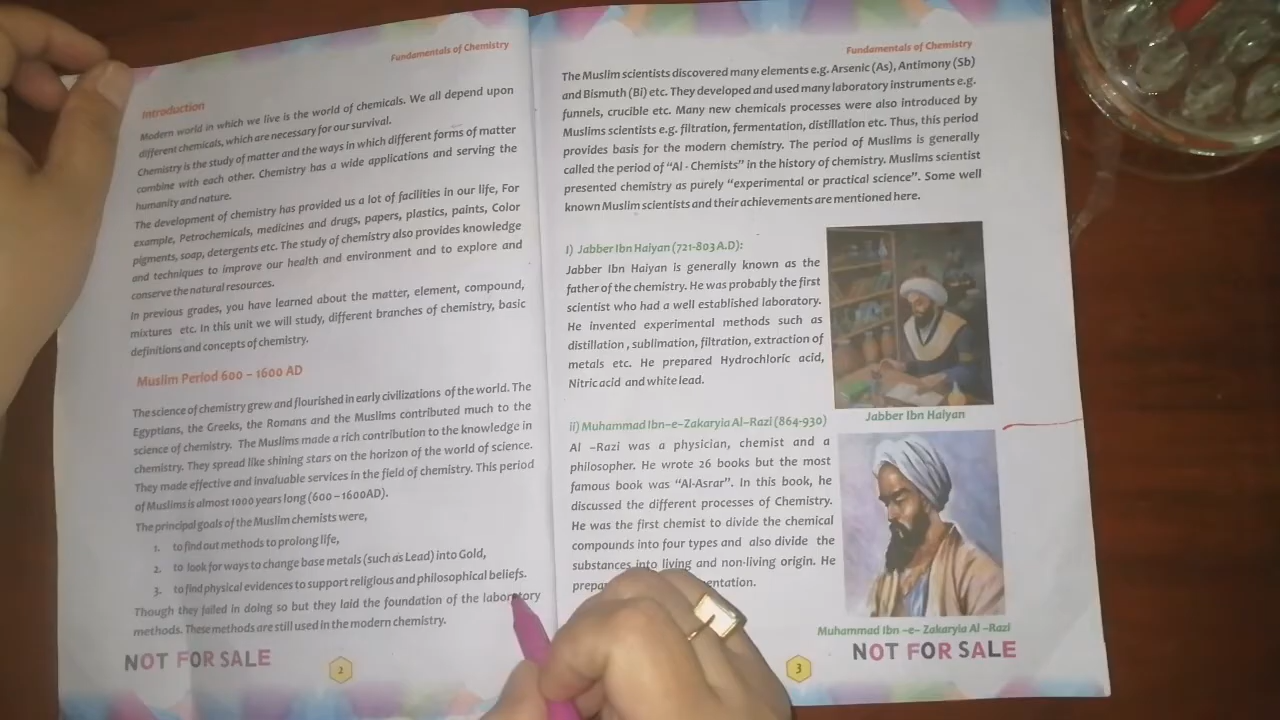 Fundamentals of Chemistry
Introduction
Modern world in which we live is the world of chemicals. We all depend upon
different chemicals, which are necessary for our survival.
Chemistry is the study of matter and the ways in which different forms of matter
combine with each other. Chemistry has a wide applications and serving the
humanity and nature.
The development of chemistry has provided us a lot of facilities in our life, For
example, Petrochemicals, medicines and drugs, papers, plastics, paints, Color
pigments, soap, detergents etc. The study of chemistry also provides knowledge
and techniques to improve our health and environment and to explore and
conserve the natural resources.
In previous grades, you have learned about the matter, element, compound,
mixtures etc. In this unit we will study, different branches of chemistry, basic
definitions and concepts of chemistry.
Muslim Period 600 – 1600 AD
The science of chemistry grew and flourished in early civilizations of the world. The
Egyptians, the Greeks, the Romans and the Muslims contributed much to the
science of chemistry. The Muslims made a rich contribution to the knowledge in
chemistry. They spread like shining stars on the horizon of the world of science.
They made effective and invaluable services in the field of chemistry. This period
of Muslims is almost 1000 years long (600 – 1600AD).
The principal goals of the Muslim chemists were,
1. to find out methods to prolong life,
2. to look for ways to change base metals (such as Lead) into Gold,
3. to find physical evidences to support religious and philosophical beliefs.
Though they failed in doing so but they laid the foundation of the laboratory
methods. These methods are still used in the modern chemistry.
NOT FOR SALE
2
Fundamentals of Chemistry
The Muslim scientists discovered many elements e.g. Arsenic (As), Antimony (Sb)
and Bismuth (Bi) etc. They developed and used many laboratory instruments e.g.
funnels, crucible etc. Many new chemicals processes were also introduced by
Muslims scientists e.g. filtration, fermentation, distillation etc. Thus, this period
provides basis for the modern chemistry. The period of Muslims is generally
called the period of “Al - Chemists” in the history of chemistry. Muslims scientist
presented chemistry as purely “experimental or practical science”. Some well
known Muslim scientists and their achievements are mentioned here.
I) Jabber Ibn Haiyan (721-803 A.D):
Jabber Ibn Haiyan is generally known as the
father of the chemistry. He was probably the first
scientist who had a well established laboratory.
He invented experimental methods such as
distillation , sublimation, filtration, extraction of
metals etc. He prepared Hydrochloric acid,
Nitric acid and white lead.
Jabber Ibn Haiyan
ii) Muhammad Ibn–e–Zakaryia Al–Razi (864-930)
Al –Razi was a physician, chemist and a
philosopher. He wrote 26 books but the most
famous book was “Al-Asrar”. In this book, he
discussed the different processes of Chemistry.
He was the first chemist to divide the chemical
compounds into four types and also divide the
substances into living and non-living origin. He
Muhammad Ibn –e– Zakaryia Al –Razi
NOT FOR SALE
3